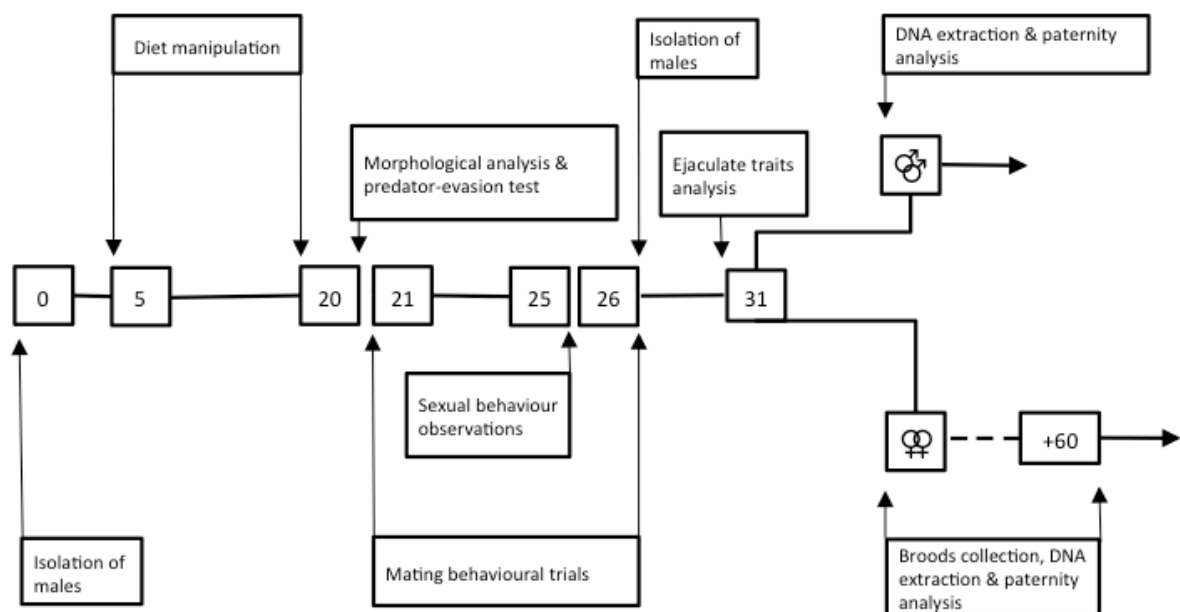 Diet manipulation
Isolation of
males
DNA extraction & paternity
analysis
Morphological analysis &
predator-evasion test
Ejaculate traits
analysis
⚣
0
5
20
21
25
26
31
Sexual behaviour
observations
⚢
+60
Isolation of
males
Mating behavioural trials
Broods collection, DNA
extraction & paternity
analysis